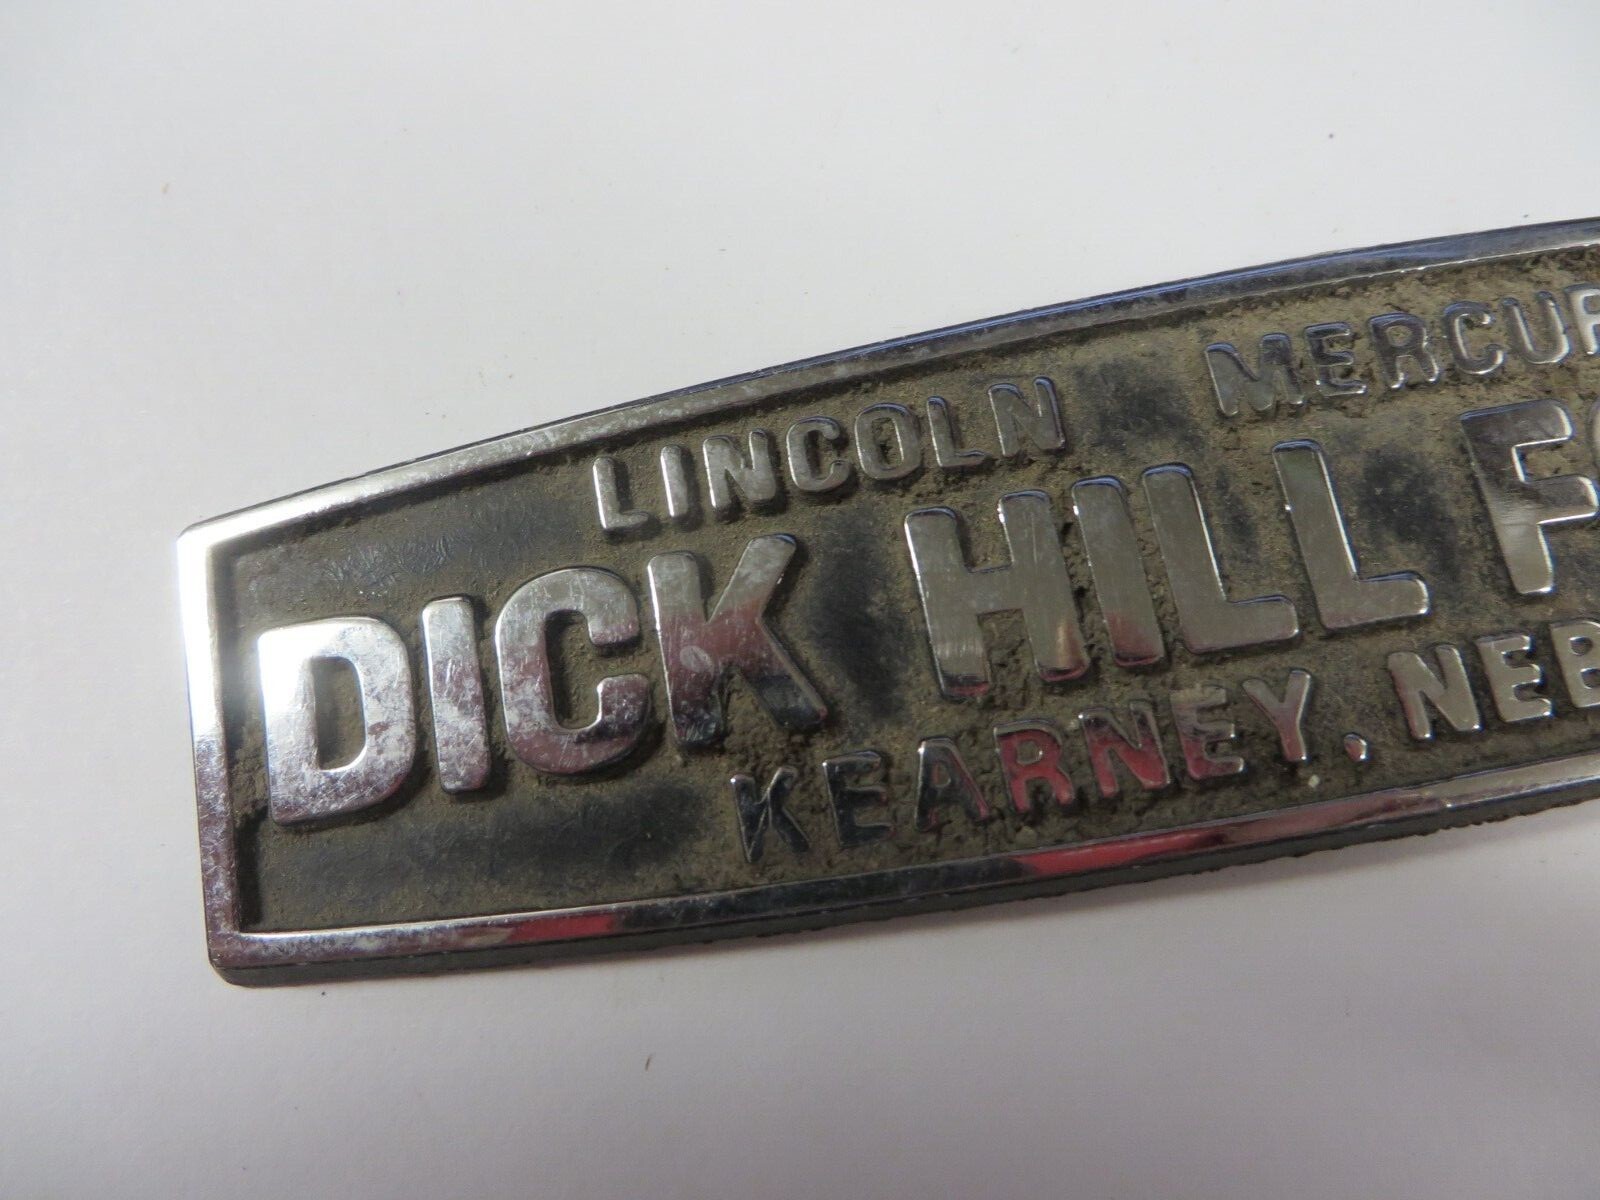 LINCOLN MERCUR
DICK HILL FO
KEARNEY, NEB